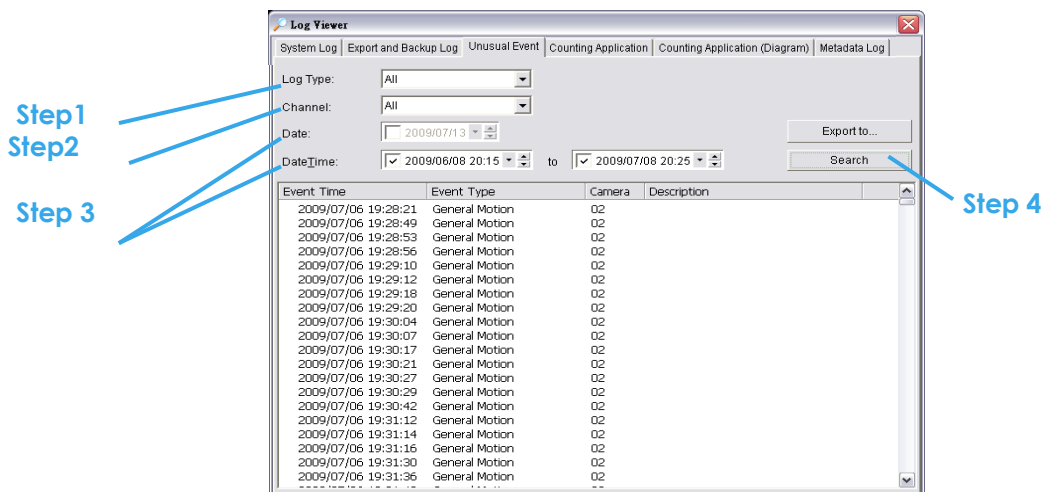 Log Viewer
System Log Export and Backup Log Unusual Event Counting Application Counting Application (Diagram) Metadata Log
Log Type: All
Step1
Channel: All
Step2
Date: 2009/07/13 Export to...
DateTime: 2009/06/08 20:15 to 2009/07/08 20:25 Search
Step 3
Step 4
Event Time Event Type Camera Description
2009/07/06 19:28:21 General Motion 02
2009/07/06 19:28:49 General Motion 02
2009/07/06 19:28:53 General Motion 02
2009/07/06 19:28:56 General Motion 02
2009/07/06 19:29:10 General Motion 02
2009/07/06 19:29:12 General Motion 02
2009/07/06 19:29:18 General Motion 02
2009/07/06 19:29:20 General Motion 02
2009/07/06 19:30:04 General Motion 02
2009/07/06 19:30:07 General Motion 02
2009/07/06 19:30:17 General Motion 02
2009/07/06 19:30:21 General Motion 02
2009/07/06 19:30:27 General Motion 02
2009/07/06 19:30:29 General Motion 02
2009/07/06 19:30:42 General Motion 02
2009/07/06 19:31:12 General Motion 02
2009/07/06 19:31:14 General Motion 02
2009/07/06 19:31:16 General Motion 02
2009/07/06 19:31:30 General Motion 02
2009/07/06 19:31:36 General Motion 02